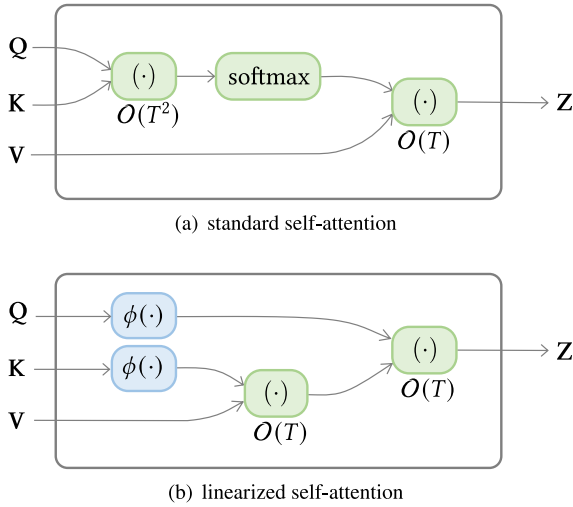 Q
(·)
softmax
K
O(T²)
(·)
Z
V
O(T)
(a) standard self-attention
Q
ϕ(·)
K
ϕ(·)
(·)
Z
(·)
O(T)
V
O(T)
(b) linearized self-attention